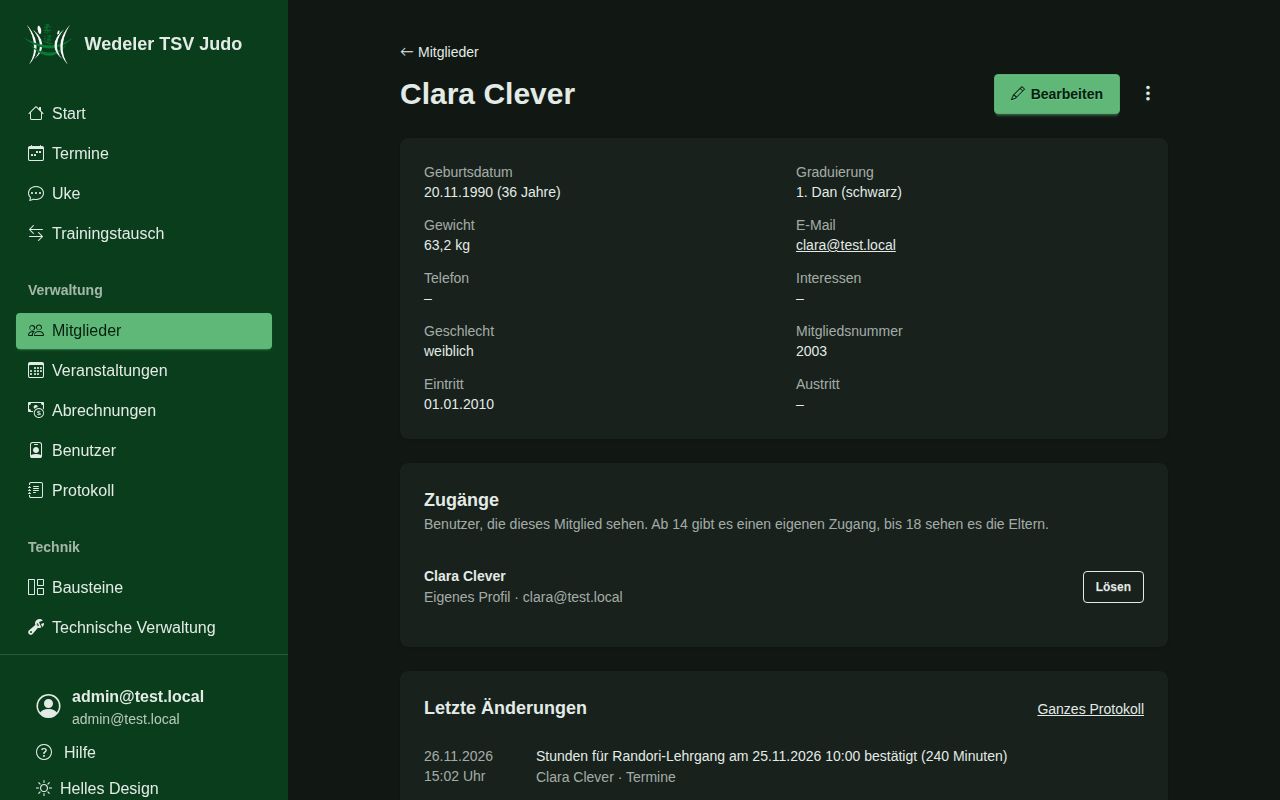 Wedeler TSV Judo
Start
Termine
Uke
Trainingstausch
Verwaltung
Mitglieder
Veranstaltungen
Abrechnungen
Benutzer
Protokoll
Technik
Bausteine
Technische Verwaltung
admin@test.local
admin@test.local
Hilfe
Helles Design
← Mitglieder
Clara Clever
Bearbeiten
Geburtsdatum
20.11.1990 (36 Jahre)
Graduierung
1. Dan (schwarz)
Gewicht
63,2 kg
E-Mail
clara@test.local
Telefon
–
Interessen
–
Geschlecht
weiblich
Mitgliedsnummer
2003
Eintritt
01.01.2010
Austritt
–
Zugänge
Benutzer, die dieses Mitglied sehen. Ab 14 gibt es einen eigenen Zugang, bis 18 sehen es die Eltern.
Clara Clever
Eigenes Profil · clara@test.local
Lösen
Letzte Änderungen
Ganzes Protokoll
26.11.2026
15:02 Uhr
Stunden für Randori-Lehrgang am 25.11.2026 10:00 bestätigt (240 Minuten)
Clara Clever · Termine